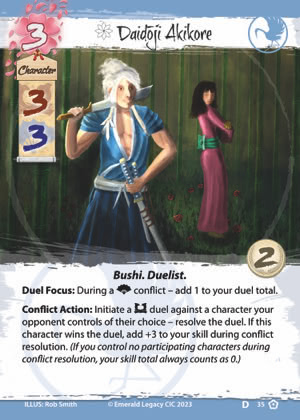 3
Daidoji Akikore
Character
3
3
2
Bushi. Duelist.
Duel Focus: During a conflict – add 1 to your duel total.
Conflict Action: Initiate a duel against a character your
opponent controls of their choice – resolve the duel. If this
character wins the duel, add +3 to your skill during conflict
resolution. (If you control no participating characters during
conflict resolution, your skill total always counts as 0.)
ILLUS: Rob Smith © Emerald Legacy CIC 2023 D 35